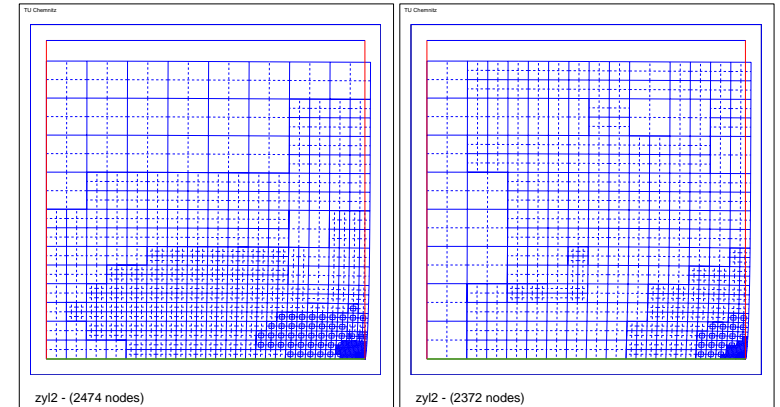 TU Chemnitz
TU Chemnitz
zyl2 - (2474 nodes)
zyl2 - (2372 nodes)